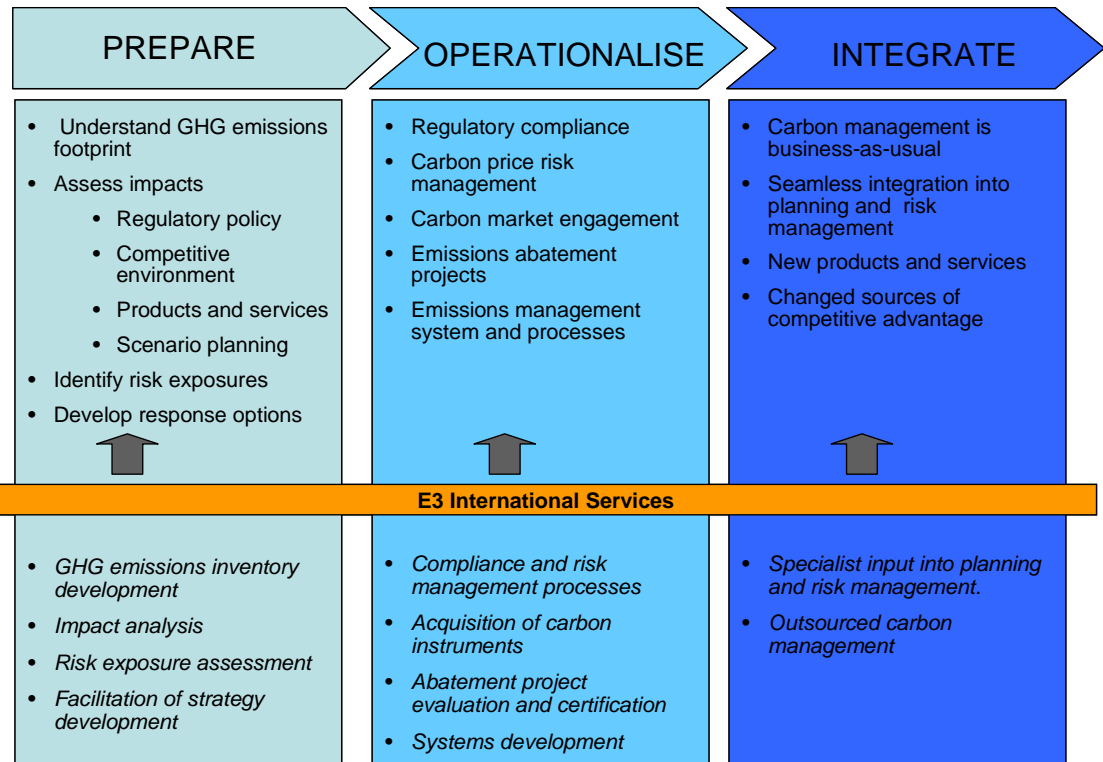 PREPARE
OPERATIONALISE
INTEGRATE
• Understand GHG emissions
footprint
• Assess impacts
• Regulatory policy
• Competitive
environment
• Products and services
• Scenario planning
• Identify risk exposures
• Develop response options
• Regulatory compliance
• Carbon price risk
management
• Carbon market engagement
• Emissions abatement
projects
• Emissions management
system and processes
• Carbon management is
business-as-usual
• Seamless integration into
planning and risk
management
• New products and services
• Changed sources of
competitive advantage
E3 International Services
• GHG emissions inventory
development
• Impact analysis
• Risk exposure assessment
• Facilitation of strategy
development
• Compliance and risk
management processes
• Acquisition of carbon
instruments
• Abatement project
evaluation and certification
• Systems development
• Specialist input into planning
and risk management.
• Outsourced carbon
management